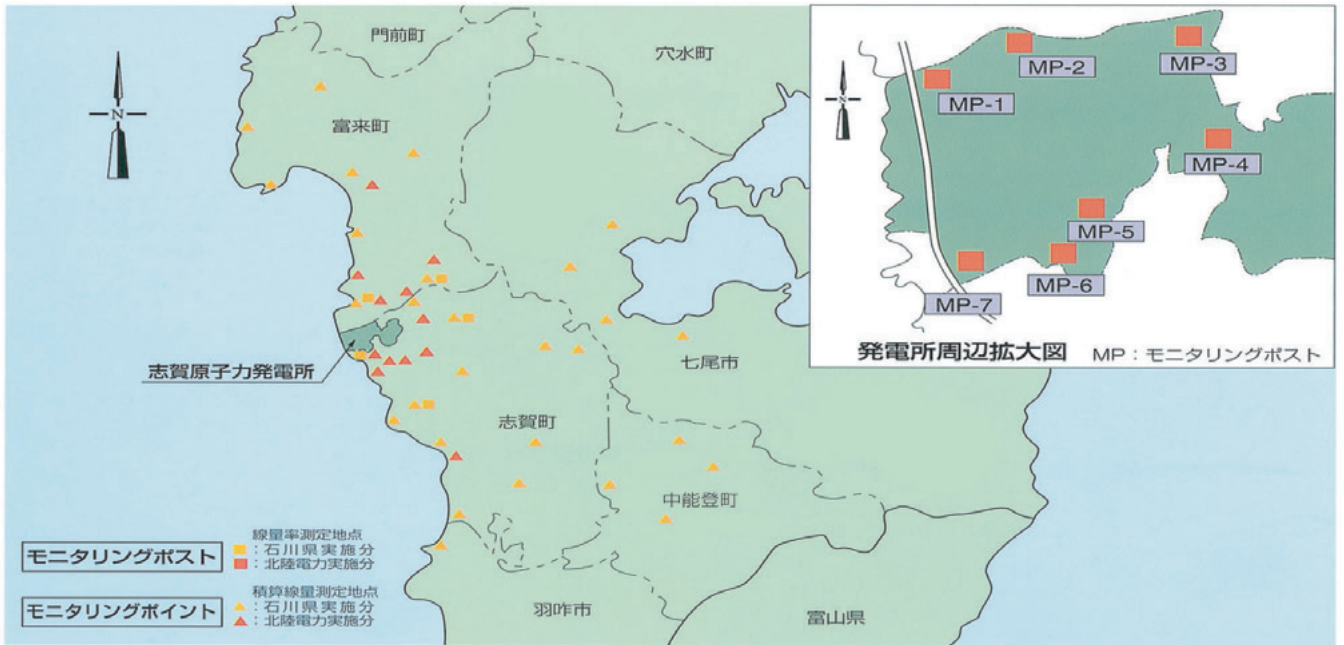 門前町
穴水町
N
富来町
志賀原子力発電所
志賀町
七尾市
中能登町
羽咋市
富山県
モニタリングポスト
線量率測定地点
：石川県実施分
：北陸電力実施分
モニタリングポイント
積算線量測定地点
：石川県実施分
：北陸電力実施分
N
MP-1
MP-2
MP-3
MP-4
MP-5
MP-6
MP-7
発電所周辺拡大図 MP：モニタリングポスト